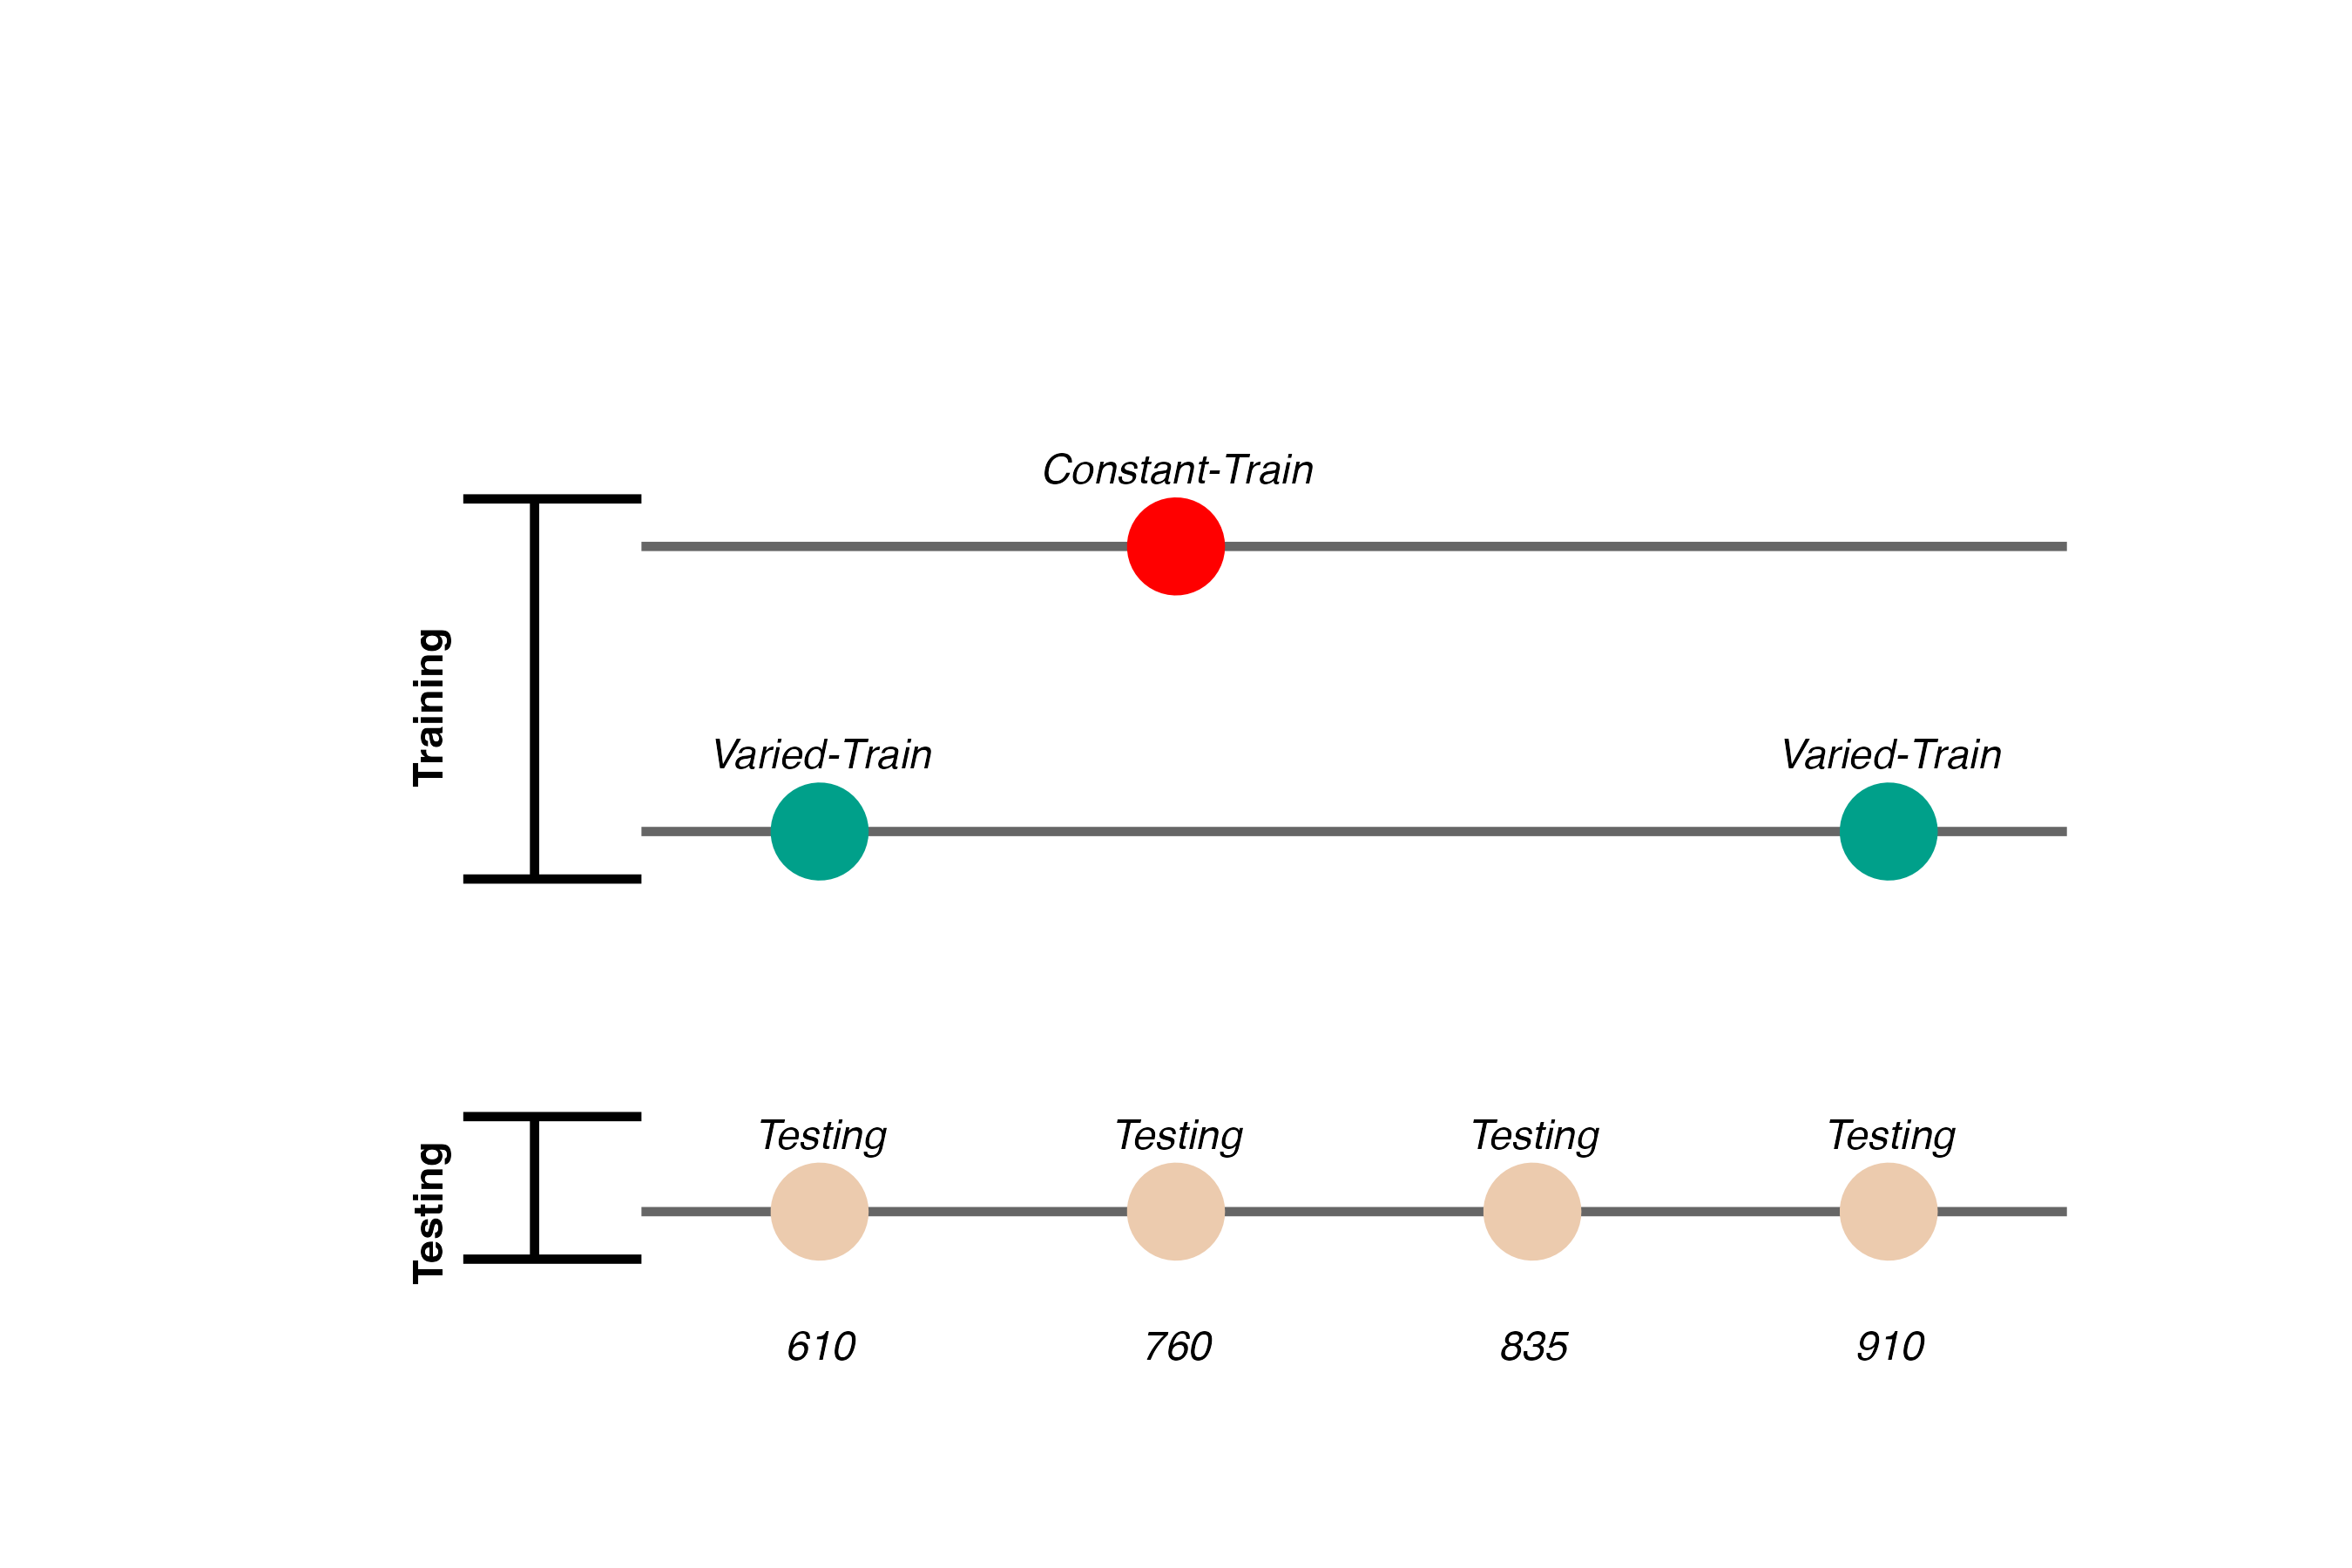 Constant-Train
Training
Varied-Train Varied-Train
Testing
Testing Testing Testing Testing
610 760 835 910